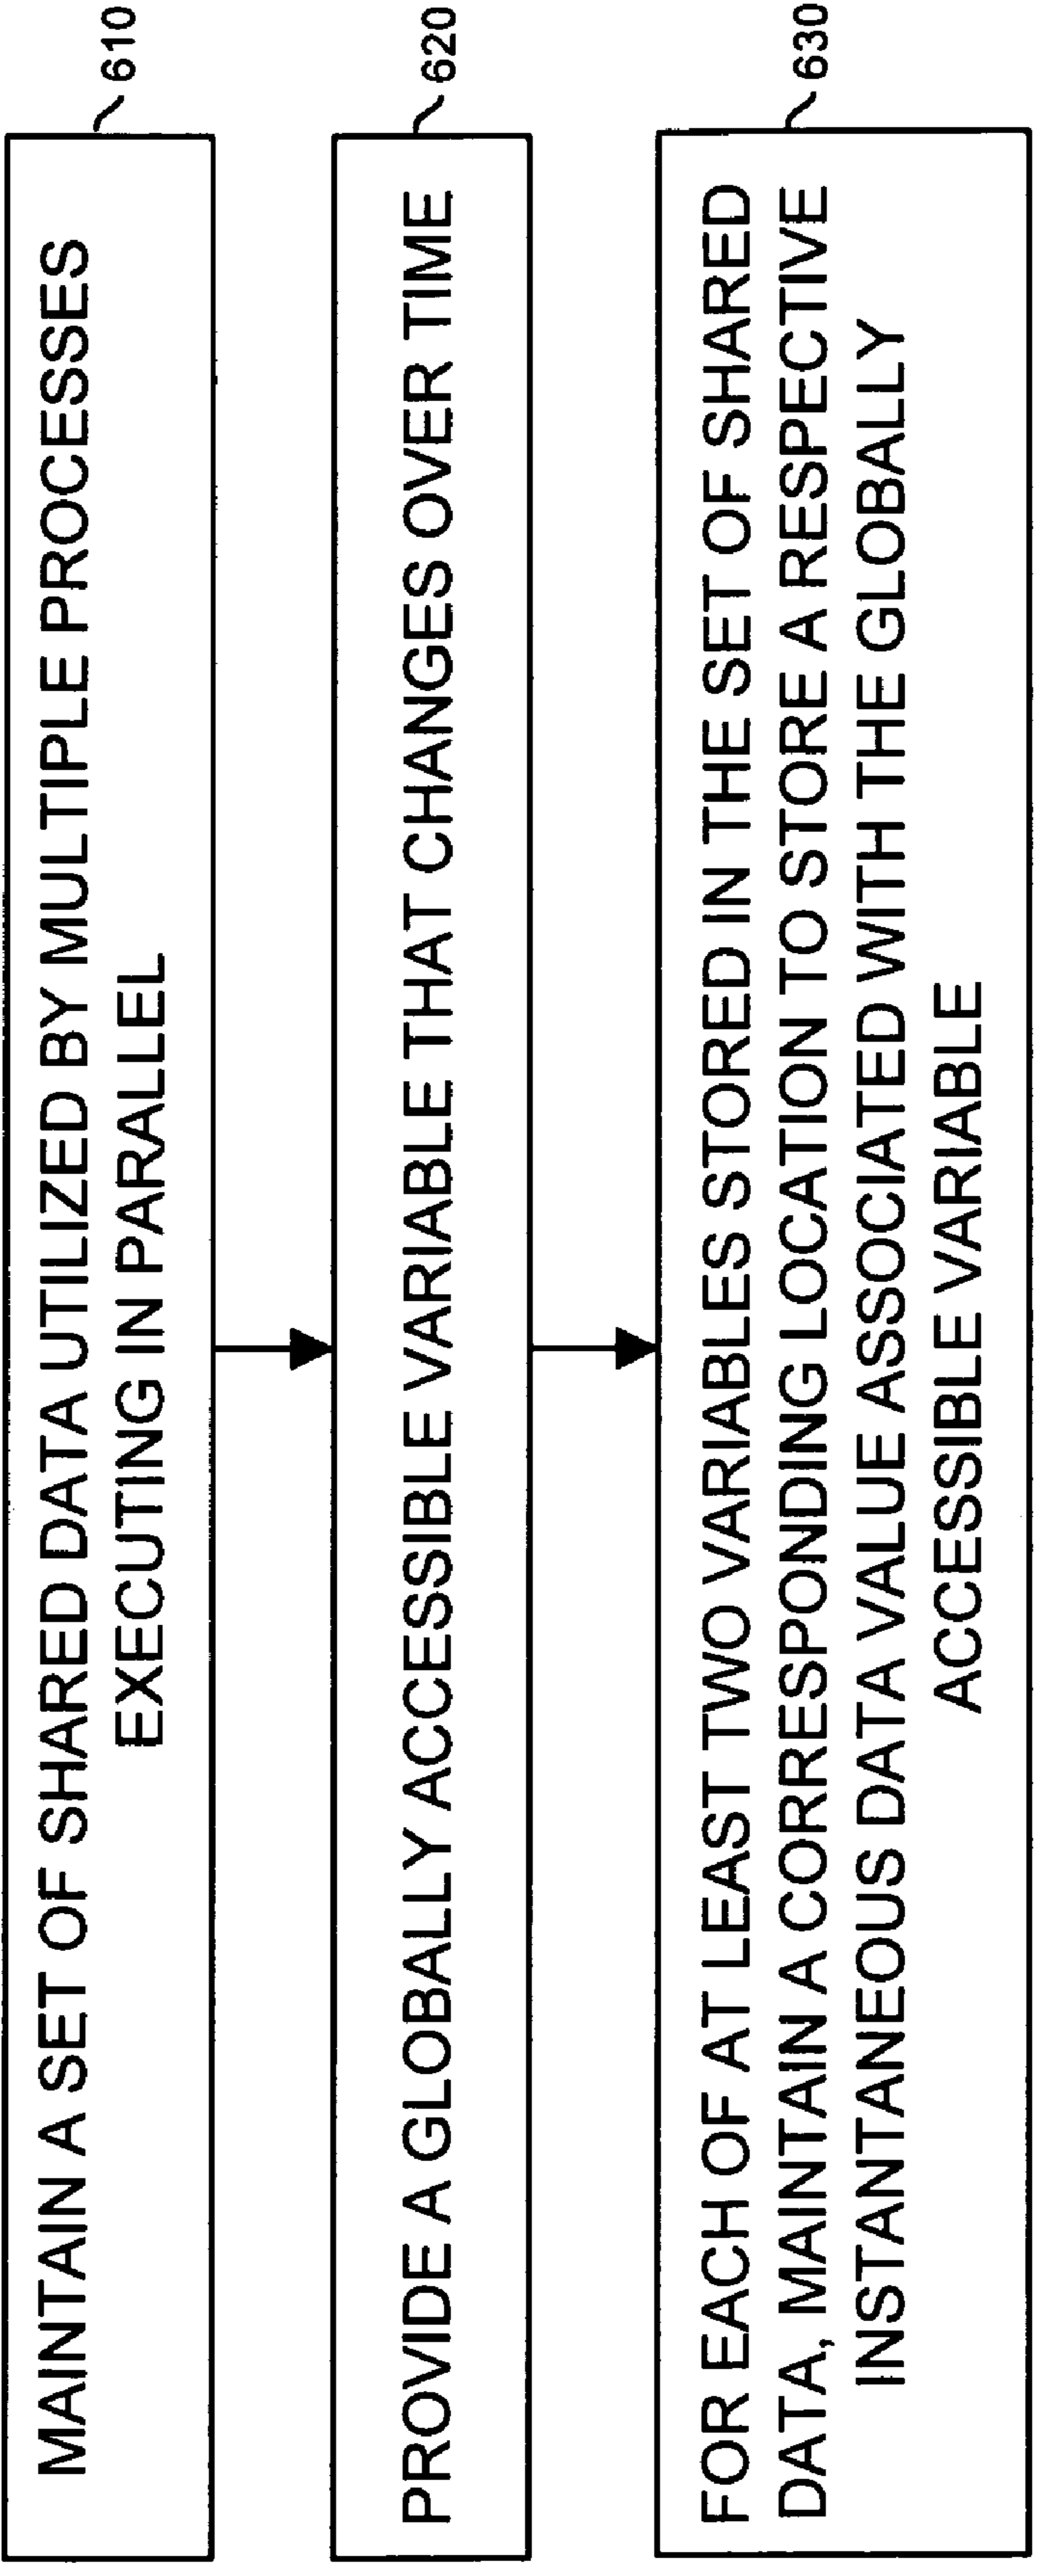 MAINTAIN A SET OF SHARED DATA UTILIZED BY MULTIPLE PROCESSES
EXECUTING IN PARALLEL
610
PROVIDE A GLOBALLY ACCESSIBLE VARIABLE THAT CHANGES OVER TIME
620
FOR EACH OF AT LEAST TWO VARIABLES STORED IN THE SET OF SHARED
DATA, MAINTAIN A CORRESPONDING LOCATION TO STORE A RESPECTIVE
INSTANTANEOUS DATA VALUE ASSOCIATED WITH THE GLOBALLY
ACCESSIBLE VARIABLE
630